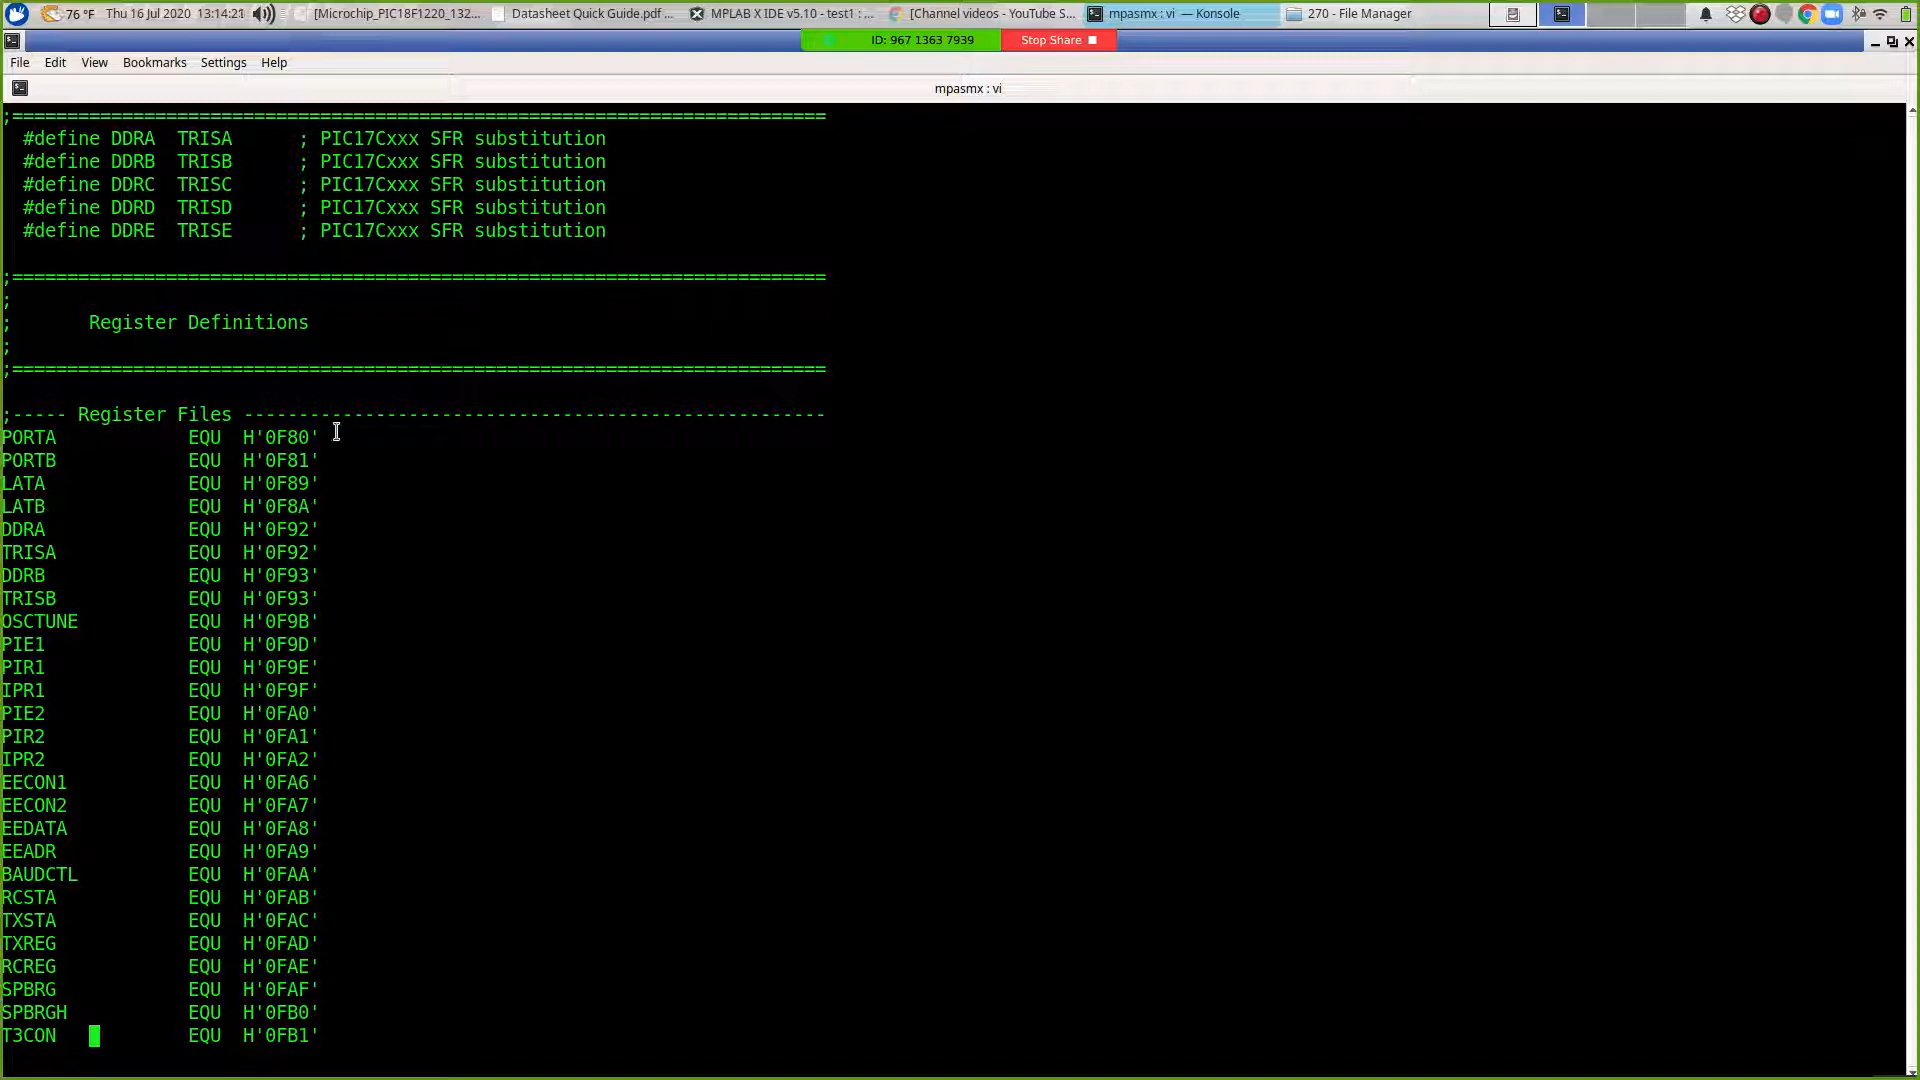 76 °F Thu 16 Jul 2020 13:14:21 [Microchip_PIC18F1220_132... Datasheet Quick Guide.pdf ... MPLAB X IDE v5.10 - test1 : ... [Channel videos - YouTube S... mpasmx : vi — Konsole 270 - File Manager
ID: 967 1363 7939 Stop Share
File Edit View Bookmarks Settings Help
mpasmx : vi
;==========================================================================
#define DDRA TRISA ; PIC17Cxxx SFR substitution
#define DDRB TRISB ; PIC17Cxxx SFR substitution
#define DDRC TRISC ; PIC17Cxxx SFR substitution
#define DDRD TRISD ; PIC17Cxxx SFR substitution
#define DDRE TRISE ; PIC17Cxxx SFR substitution
;==========================================================================
;
; Register Definitions
;
;==========================================================================
;----- Register Files -----------------------------------------------------
PORTA EQU H'0F80'
PORTB EQU H'0F81'
LATA EQU H'0F89'
LATB EQU H'0F8A'
DDRA EQU H'0F92'
TRISA EQU H'0F92'
DDRB EQU H'0F93'
TRISB EQU H'0F93'
OSCTUNE EQU H'0F9B'
PIE1 EQU H'0F9D'
PIR1 EQU H'0F9E'
IPR1 EQU H'0F9F'
PIE2 EQU H'0FA0'
PIR2 EQU H'0FA1'
IPR2 EQU H'0FA2'
EECON1 EQU H'0FA6'
EECON2 EQU H'0FA7'
EEDATA EQU H'0FA8'
EEADR EQU H'0FA9'
BAUDCTL EQU H'0FAA'
RCSTA EQU H'0FAB'
TXSTA EQU H'0FAC'
TXREG EQU H'0FAD'
RCREG EQU H'0FAE'
SPBRG EQU H'0FAF'
SPBRGH EQU H'0FB0'
T3CON EQU H'0FB1'